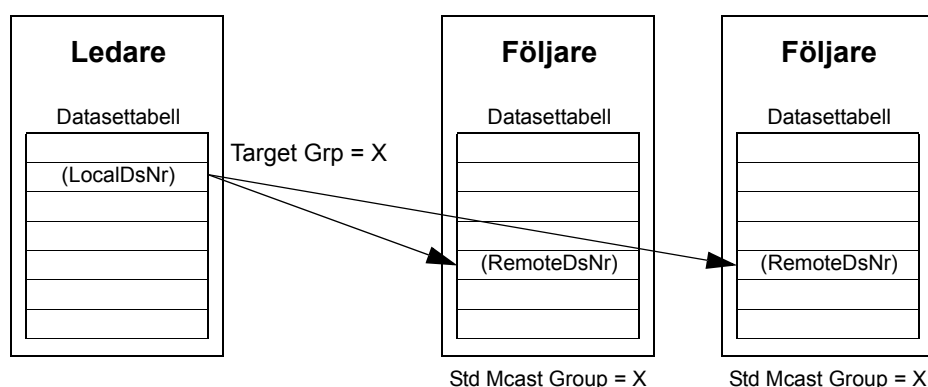 Ledare
Följare
Följare
Datasettabell
Datasettabell
Datasettabell
Target Grp = X
(LocalDsNr)
(RemoteDsNr)
(RemoteDsNr)
Std Mcast Group = X
Std Mcast Group = X